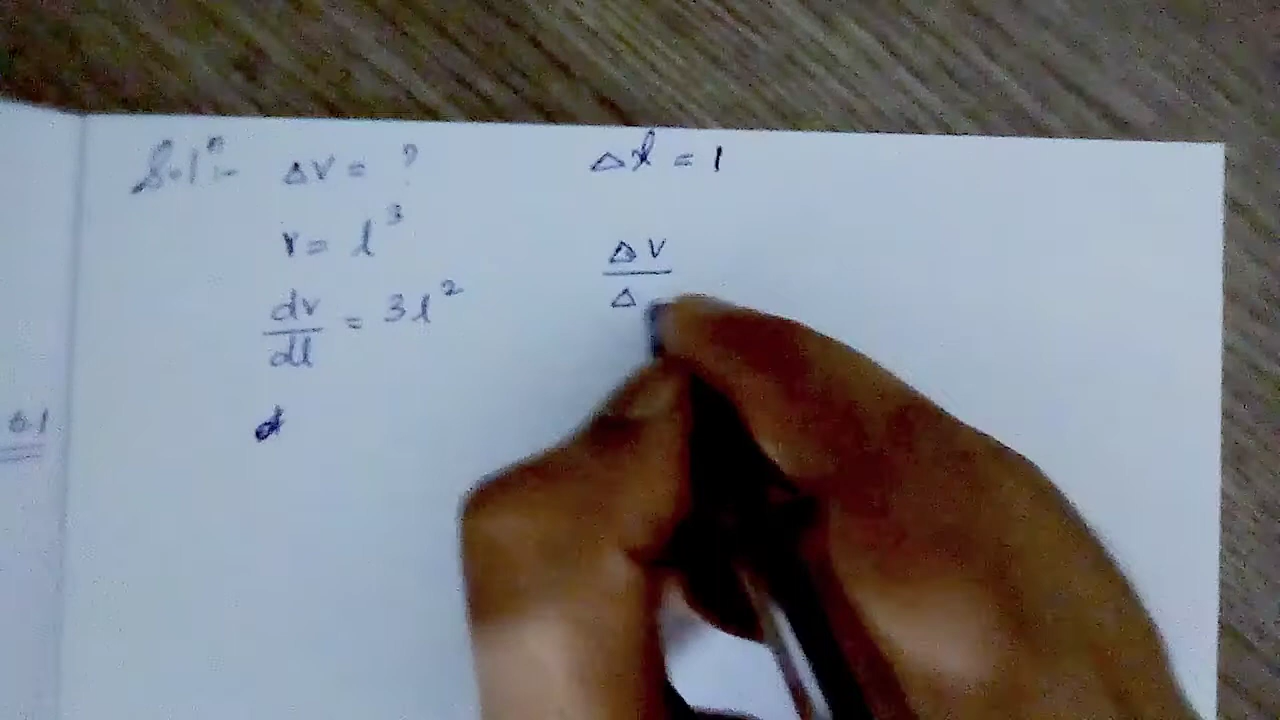 Sol:- ΔV = ?
V = l³
dv/dl = 3l²
d
Δl = 1
ΔV/Δ